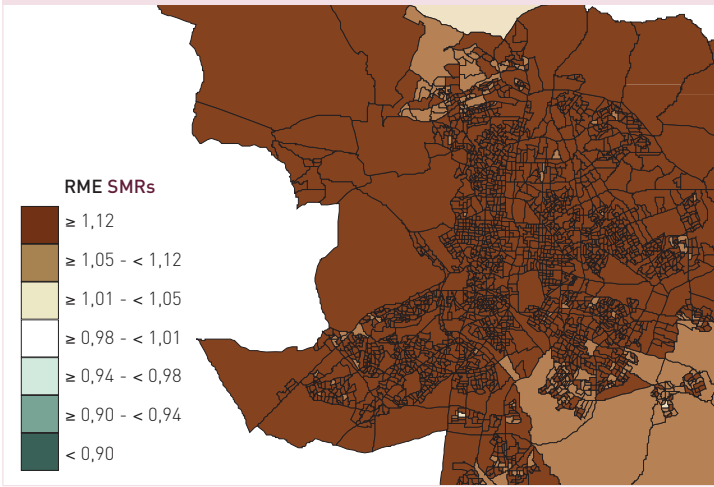 RME SMRs
≥ 1,12
≥ 1,05 - < 1,12
≥ 1,01 - < 1,05
≥ 0,98 - < 1,01
≥ 0,94 - < 0,98
≥ 0,90 - < 0,94
< 0,90